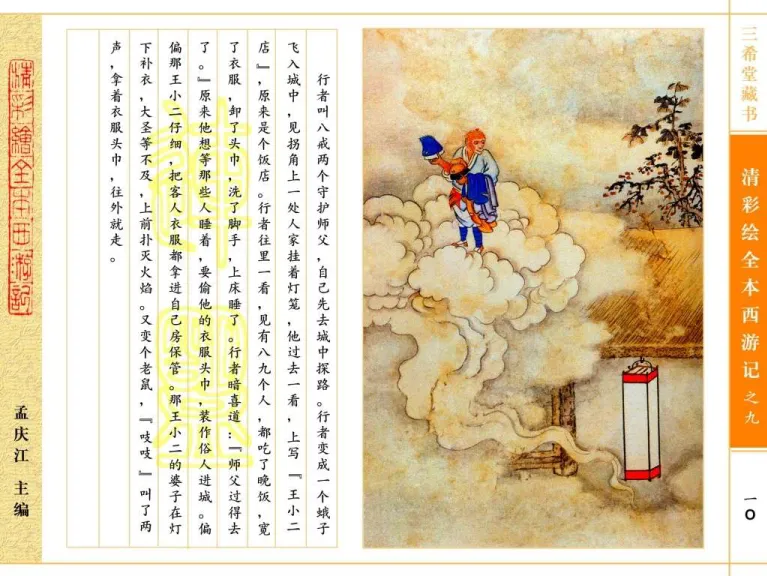 三希堂藏书
清彩绘全本西游记之九
一〇
行者叫八戒两个守护师父，自己先去城中探路。行者变成一个蛾子
飞入城中，见拐角上一处人家挂着灯笼，他过去一看，上写『王小二
店』，原来是个饭店。行者往里一看，见有八九个人，都吃了晚饭，宽
了衣服，卸了头巾，洗了脚手，上床睡了。行者暗喜道：『师父过得去
了。』原来他想等那些人睡着，要偷他的衣服头巾，装作俗人进城。偏
偏那王小二仔细，把客人衣服都拿进自己房保管。那王小二的婆子在灯
下补衣，大圣等不及，上前扑灭火焰。又变个老鼠，『吱吱』叫了两
声，拿着衣服头巾，往外就走。
清彩绘全本西游记
孟庆江 主编